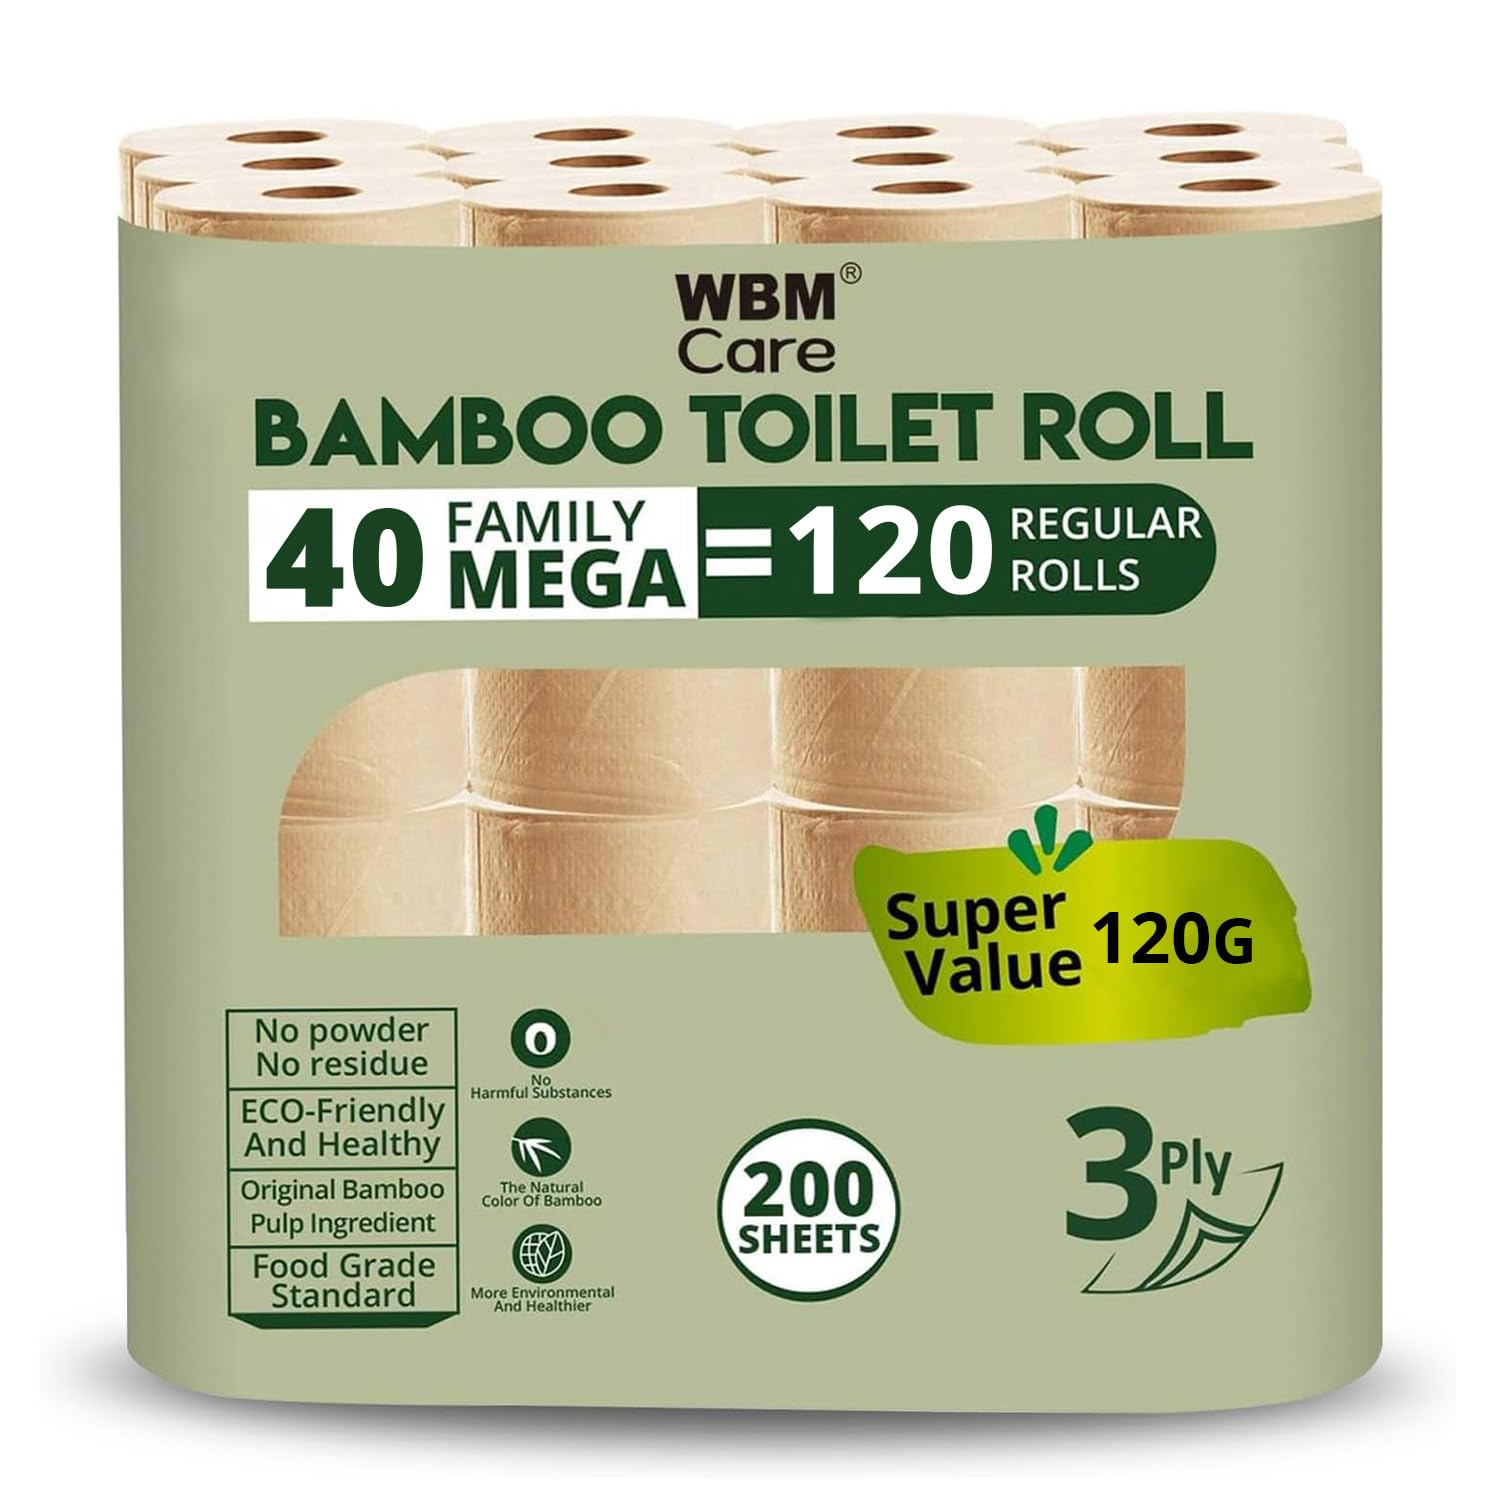 WBM®
Care
BAMBOO TOILET ROLL
40 FAMILY MEGA = 120 REGULAR ROLLS
Super
Value 120G
No powder
No residue
ECO-Friendly
And Healthy
Original Bamboo
Pulp Ingredient
Food Grade
Standard
0
No
Harmful Substances
The Natural
Color Of Bamboo
More Environmental
And Healthier
200
SHEETS
3 Ply